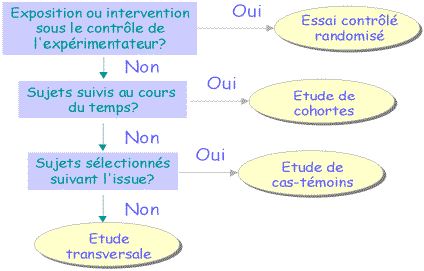 Exposition ou intervention
sous le contrôle de
l'expérimentateur?
Oui
Essai contrôlé
randomisé
Non
Sujets suivis au cours
du temps?
Oui
Etude de
cohortes
Non
Sujets sélectionnés
suivant l'issue?
Oui
Etude de
cas-témoins
Non
Etude
transversale